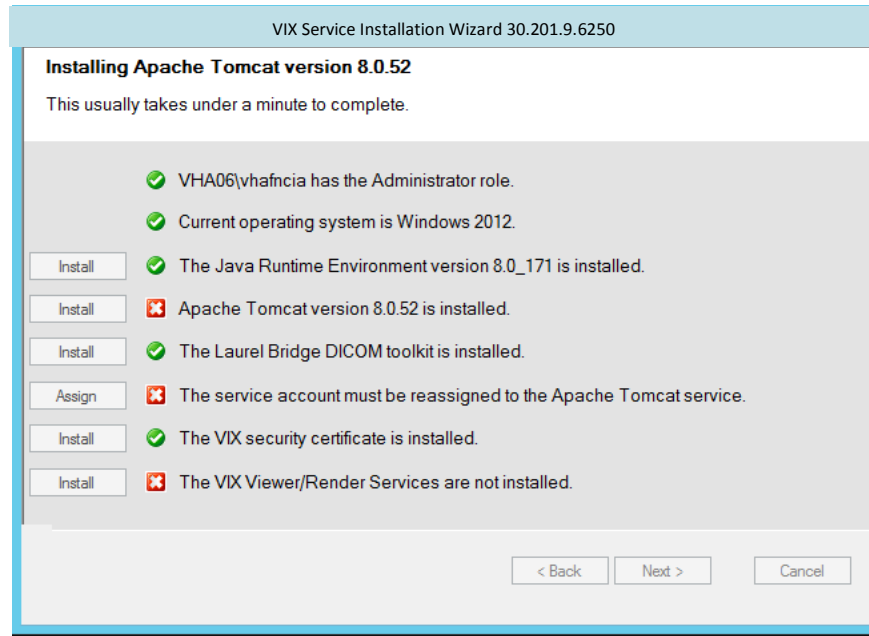 VIX Service Installation Wizard 30.201.9.6250
Installing Apache Tomcat version 8.0.52
This usually takes under a minute to complete.
VHA06\vhafncia has the Administrator role.
Current operating system is Windows 2012.
Install The Java Runtime Environment version 8.0_171 is installed.
Install Apache Tomcat version 8.0.52 is installed.
Install The Laurel Bridge DICOM toolkit is installed.
Assign The service account must be reassigned to the Apache Tomcat service.
Install The VIX security certificate is installed.
Install The VIX Viewer/Render Services are not installed.
< Back Next > Cancel